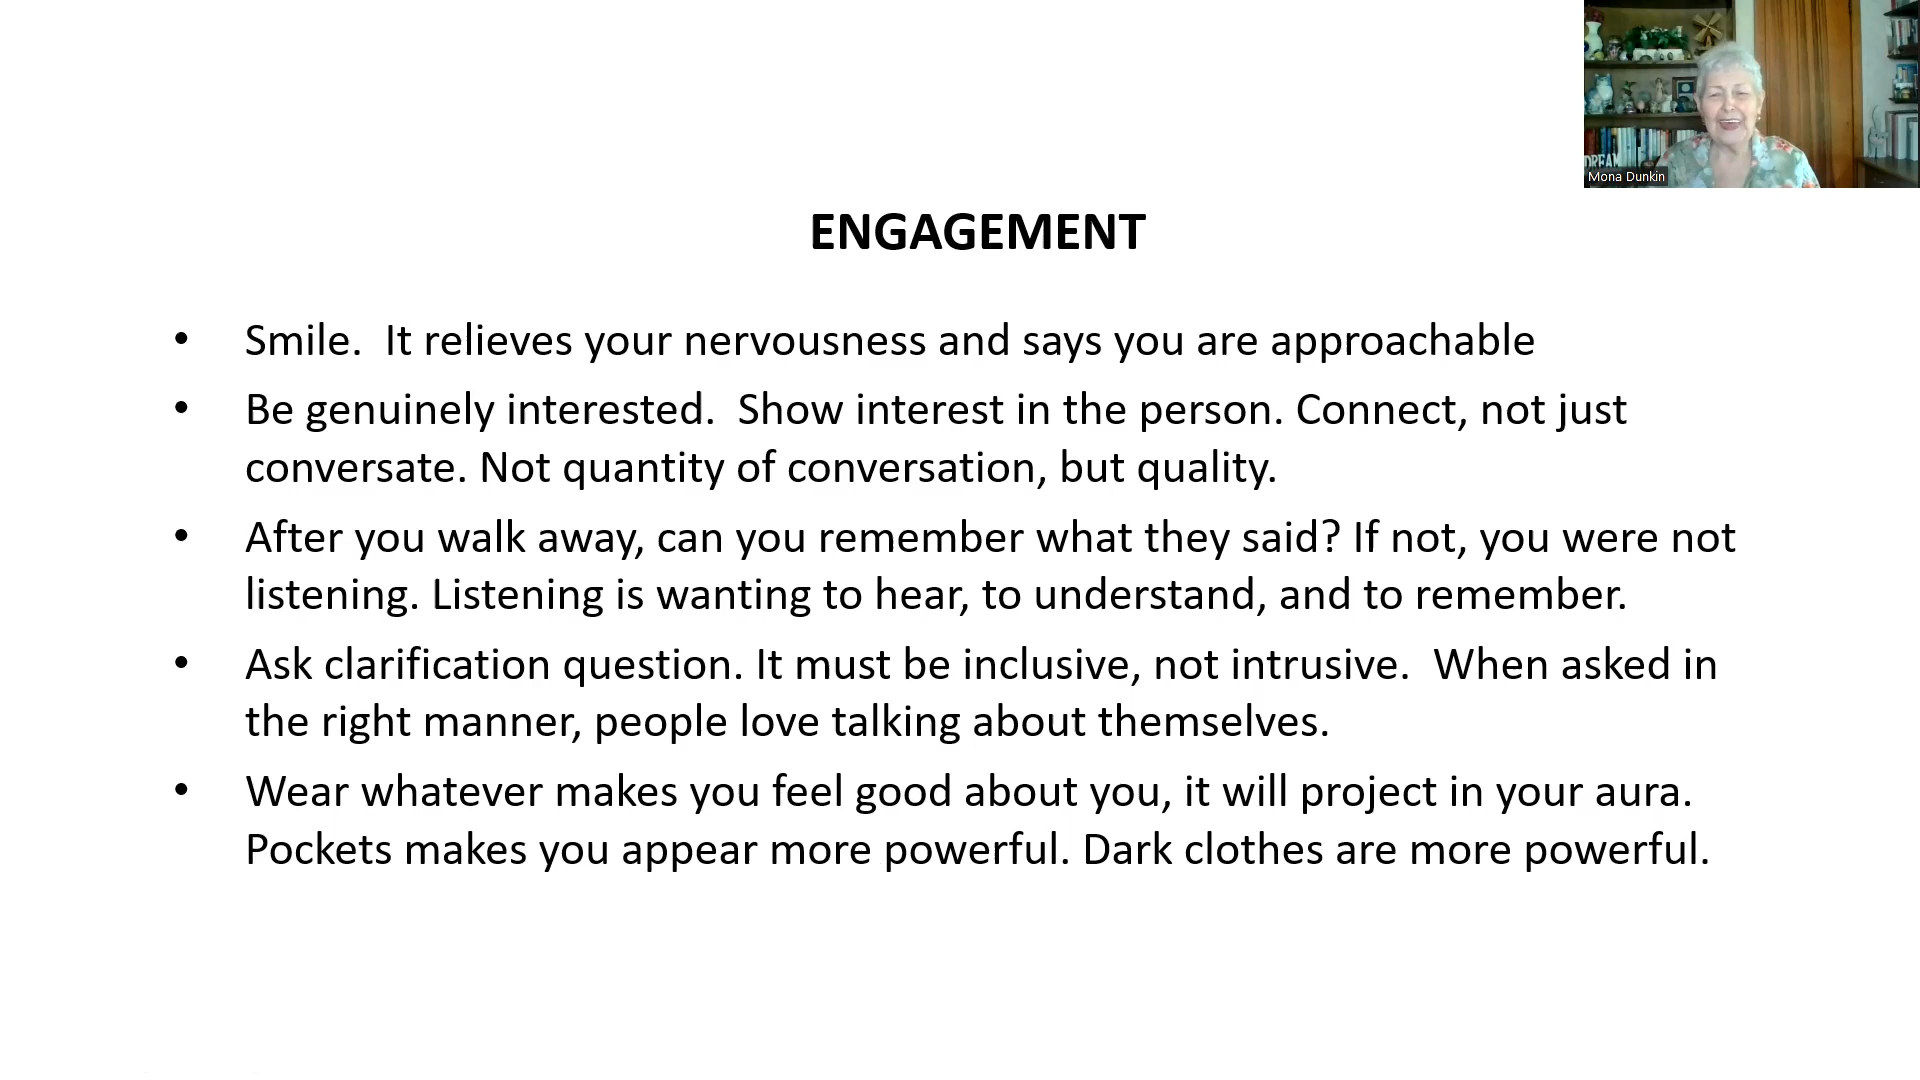 DREAM
Mona Dunkin
ENGAGEMENT
• Smile.  It relieves your nervousness and says you are approachable
• Be genuinely interested.  Show interest in the person. Connect, not just
conversate. Not quantity of conversation, but quality.
• After you walk away, can you remember what they said? If not, you were not
listening. Listening is wanting to hear, to understand, and to remember.
• Ask clarification question. It must be inclusive, not intrusive.  When asked in
the right manner, people love talking about themselves.
• Wear whatever makes you feel good about you, it will project in your aura.
Pockets makes you appear more powerful. Dark clothes are more powerful.